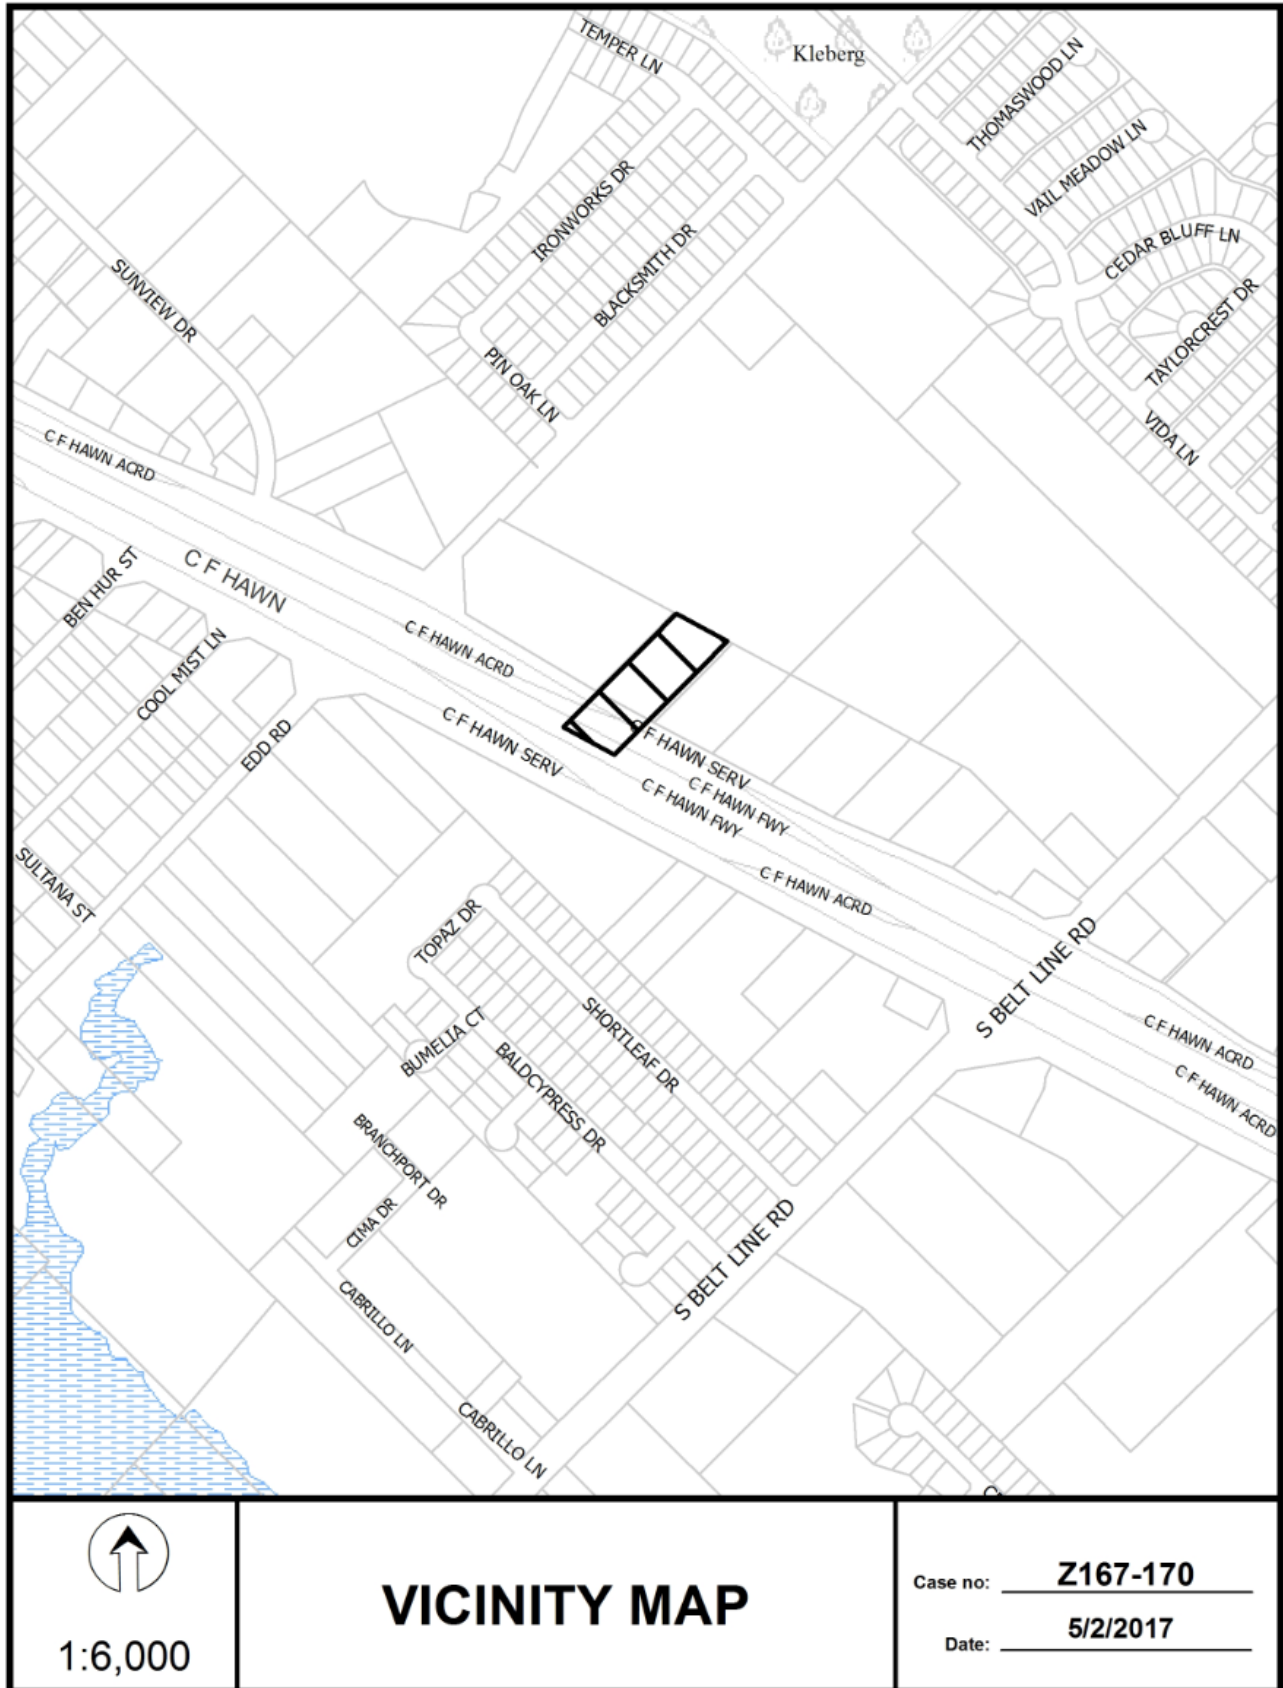 TEMPER LN
Kleberg
THOMASWOOD LN
VAIL MEADOW LN
IRONWORKS DR
CEDAR BLUFF LN
BLACKSMITH DR
SUNVIEW DR
TAYLORCREST DR
PIN OAK LN
VIDA LN
C F HAWN ACRD
C F HAWN
BEN HUR ST
C F HAWN ACRD
COOL MIST LN
EDD RD
C F HAWN SERV
C F HAWN SERV
C F HAWN FWY
C F HAWN FWY
C F HAWN ACRD
SULTANA ST
TOPAZ DR
S BELT LINE RD
SHORTLEAF DR
BUMELIA CT
BALDCYPRESS DR
C F HAWN ACRD
C F HAWN ACRD
BRANCHPORT DR
CIMA DR
S BELT LINE RD
CABRILLO LN
CABRILLO LN
1:6,000
VICINITY MAP
Case no: Z167-170
Date: 5/2/2017